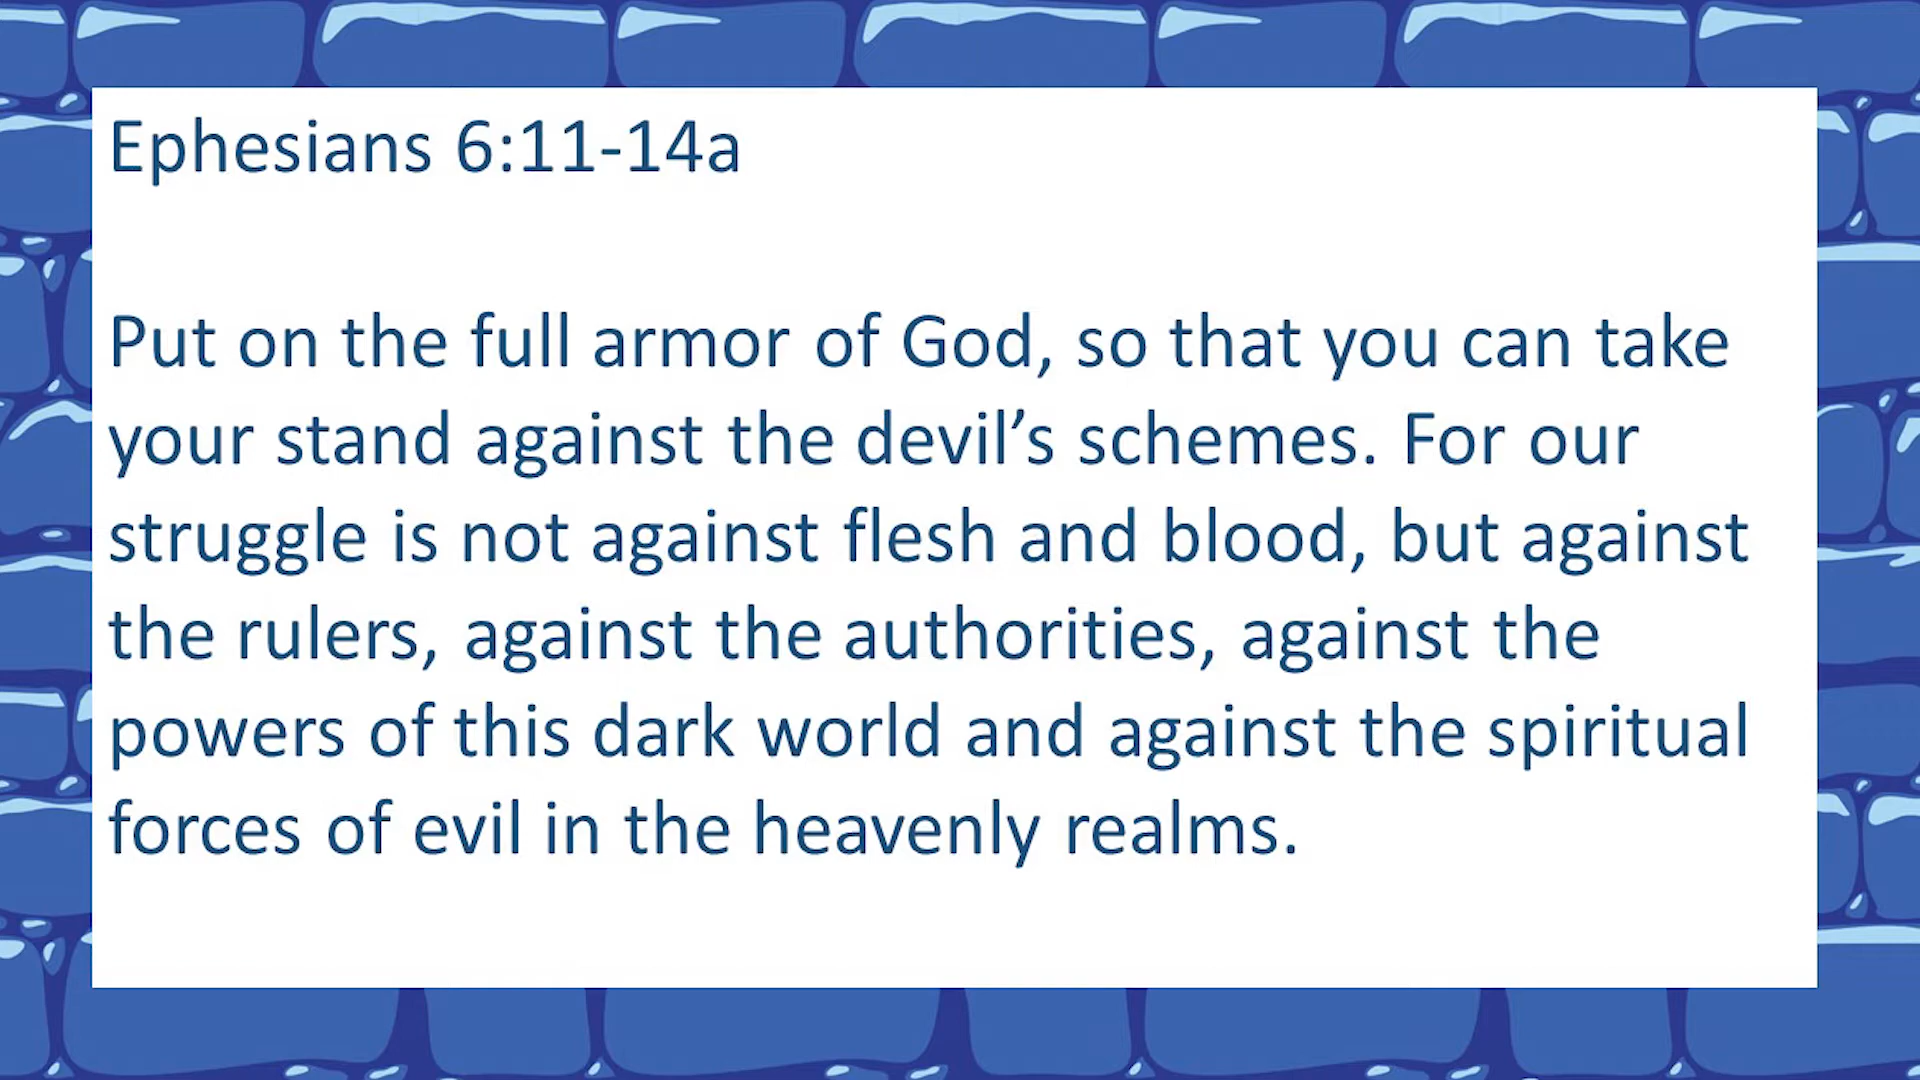 Ephesians 6:11-14a
Put on the full armor of God, so that you can take
your stand against the devil’s schemes. For our
struggle is not against flesh and blood, but against
the rulers, against the authorities, against the
powers of this dark world and against the spiritual
forces of evil in the heavenly realms.